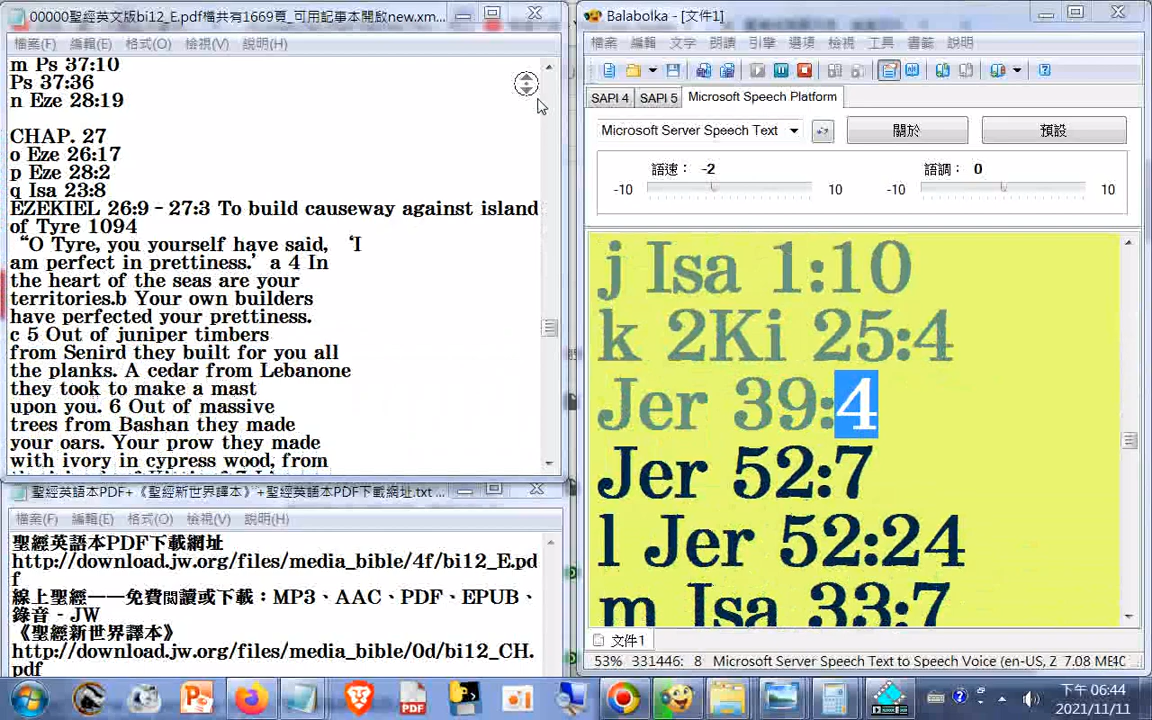 00000聖經英文版bi12_E.pdf檔共有1669頁_可用記事本開啟new.xm...
檔案(F) 編輯(E) 格式(O) 檢視(V) 說明(H)
m Ps 37:10
Ps 37:36
n Eze 28:19
CHAP. 27
o Eze 26:17
p Eze 28:2
q Isa 23:8
EZEKIEL 26:9 - 27:3 To build causeway against island
of Tyre 1094
“O Tyre, you yourself have said, ‘I
am perfect in prettiness.’ a 4 In
the heart of the seas are your
territories.b Your own builders
have perfected your prettiness.
c 5 Out of juniper timbers
from Senird they built for you all
the planks. A cedar from Lebanone
they took to make a mast
upon you. 6 Out of massive
trees from Bashan they made
your oars. Your prow they made
with ivory in cypress wood, from
聖經英語本PDF+《聖經新世界譯本》+聖經英語本PDF下載網址.txt ...
檔案(F) 編輯(E) 格式(O) 檢視(V) 說明(H)
聖經英語本PDF下載網址
http://download.jw.org/files/media_bible/4f/bi12_E.pd
f
線上聖經——免費閱讀或下載：MP3、AAC、PDF、EPUB、
錄音 - JW
《聖經新世界譯本》
http://download.jw.org/files/media_bible/0d/bi12_CH.
pdf
Balabolka - [文件1]
檔案 編輯 文字 朗讀 引擎 選項 檢視 工具 書籤 說明
SAPI 4 SAPI 5 Microsoft Speech Platform
Microsoft Server Speech Text 關於 預設
語速： -2 語調： 0
-10 10 -10 10
j Isa 1:10
k 2Ki 25:4
Jer 39:4
Jer 52:7
l Jer 52:24
m Isa 33:7
文件1
53% 331446: 8 Microsoft Server Speech Text to Speech Voice (en-US, Z 7.08 ME
PDF
下午 06:44
2021/11/11